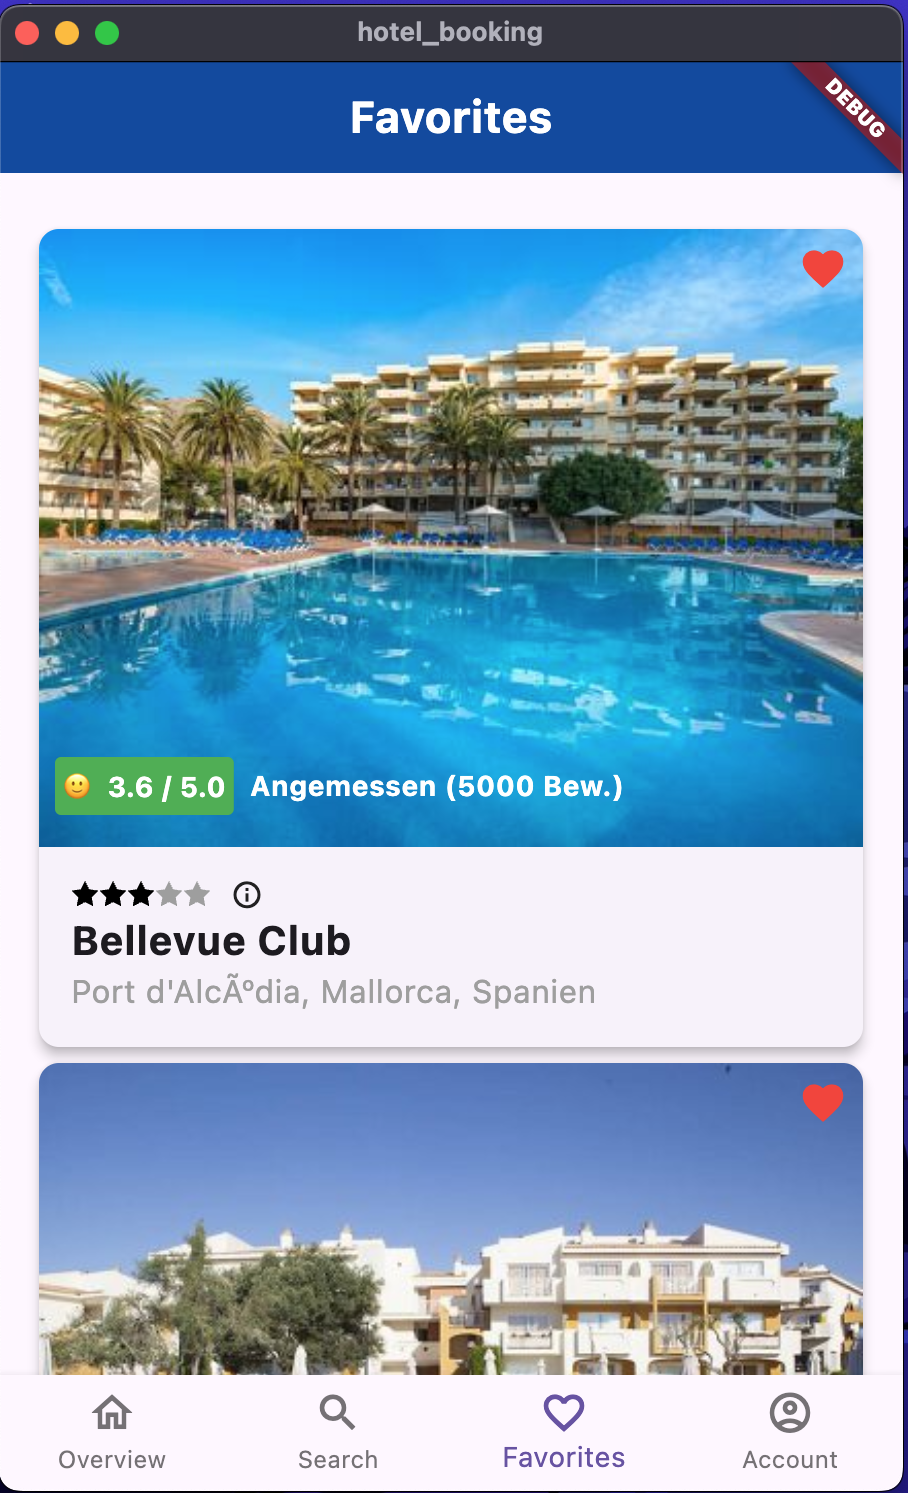 hotel_booking
Favorites
DEBUG
3.6 / 5.0 Angemessen (5000 Bew.)
Bellevue Club
Port d'AlcÃºdia, Mallorca, Spanien
Overview Search Favorites Account